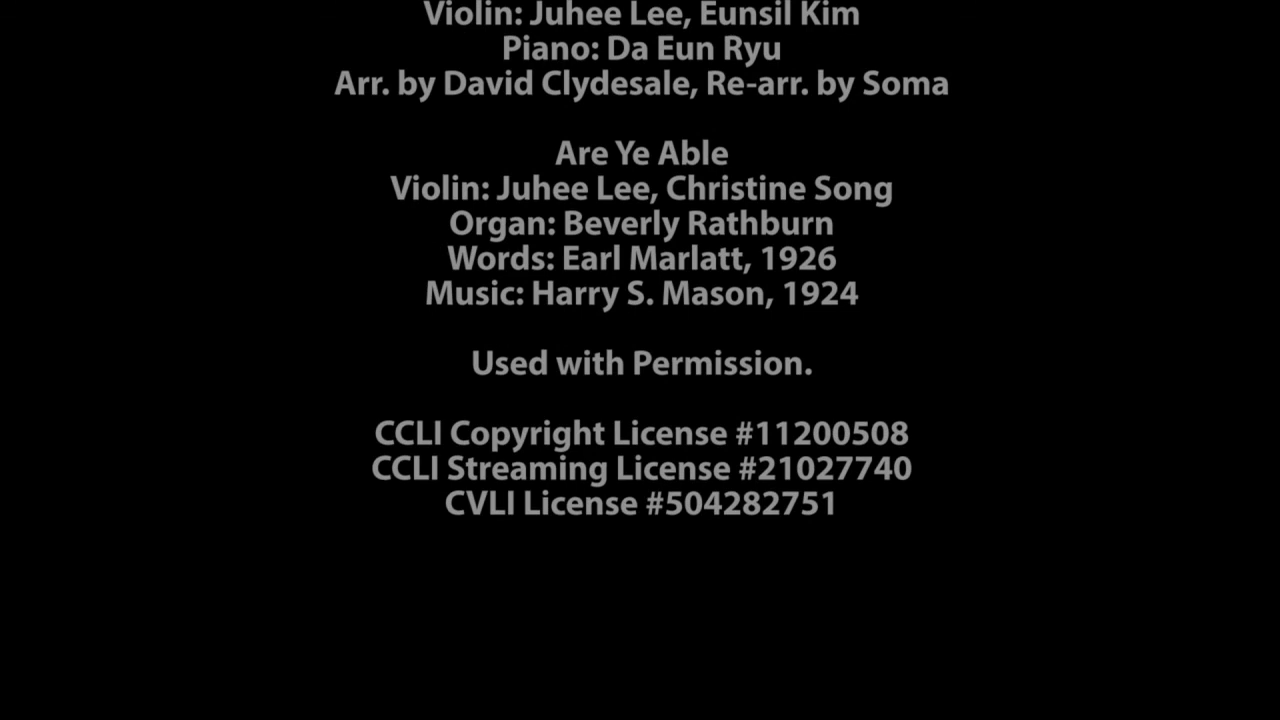 Violin: Juhee Lee, Eunsil Kim
Piano: Da Eun Ryu
Arr. by David Clydesale, Re-arr. by Soma
Are Ye Able
Violin: Juhee Lee, Christine Song
Organ: Beverly Rathburn
Words: Earl Marlatt, 1926
Music: Harry S. Mason, 1924
Used with Permission.
CCLI Copyright License #11200508
CCLI Streaming License #21027740
CVLI License #504282751